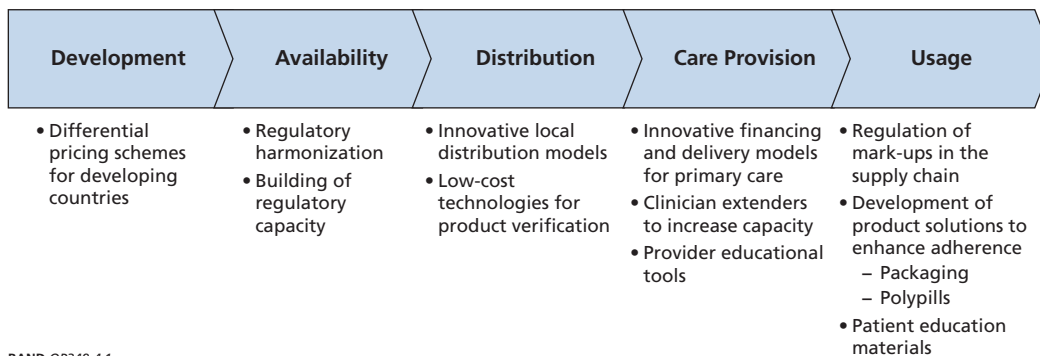 Development
Availability
Distribution
Care Provision
Usage
• Differential
pricing schemes
for developing
countries
• Regulatory
harmonization
• Building of
regulatory
capacity
• Innovative local
distribution models
• Low-cost
technologies for
product verification
• Innovative financing
and delivery models
for primary care
• Clinician extenders
to increase capacity
• Provider educational
tools
• Regulation of
mark-ups in the
supply chain
• Development of
product solutions to
enhance adherence
– Packaging
– Polypills
• Patient education
materials